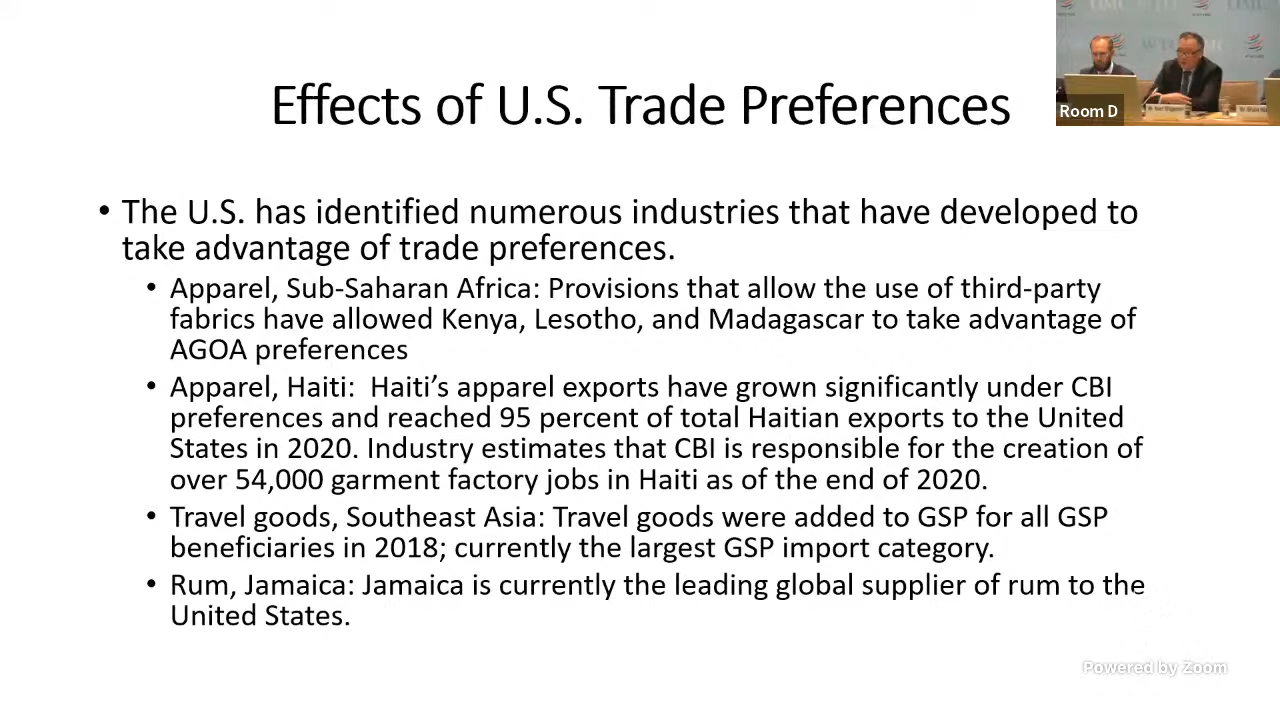 Effects of U.S. Trade Preferences
Room D
• The U.S. has identified numerous industries that have developed to
take advantage of trade preferences.
• Apparel, Sub-Saharan Africa: Provisions that allow the use of third-party
fabrics have allowed Kenya, Lesotho, and Madagascar to take advantage of
AGOA preferences
• Apparel, Haiti:  Haiti’s apparel exports have grown significantly under CBI
preferences and reached 95 percent of total Haitian exports to the United
States in 2020. Industry estimates that CBI is responsible for the creation of
over 54,000 garment factory jobs in Haiti as of the end of 2020.
• Travel goods, Southeast Asia: Travel goods were added to GSP for all GSP
beneficiaries in 2018; currently the largest GSP import category.
• Rum, Jamaica: Jamaica is currently the leading global supplier of rum to the
United States.
Powered by Zoom